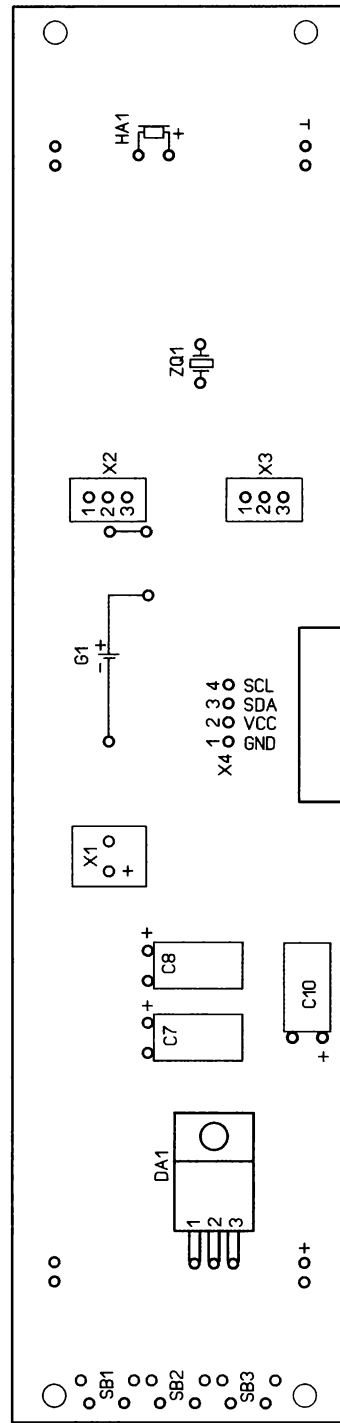 HA1
+
⊥
ZQ1
X2
1
2
3
X3
1
2
3
G1
- +
X4
1 2 3 4
GND
VCC
SDA
SCL
X1
+
C8
+
C7
+
C10
+
DA1
1
2
3
+
SB1
SB2
SB3